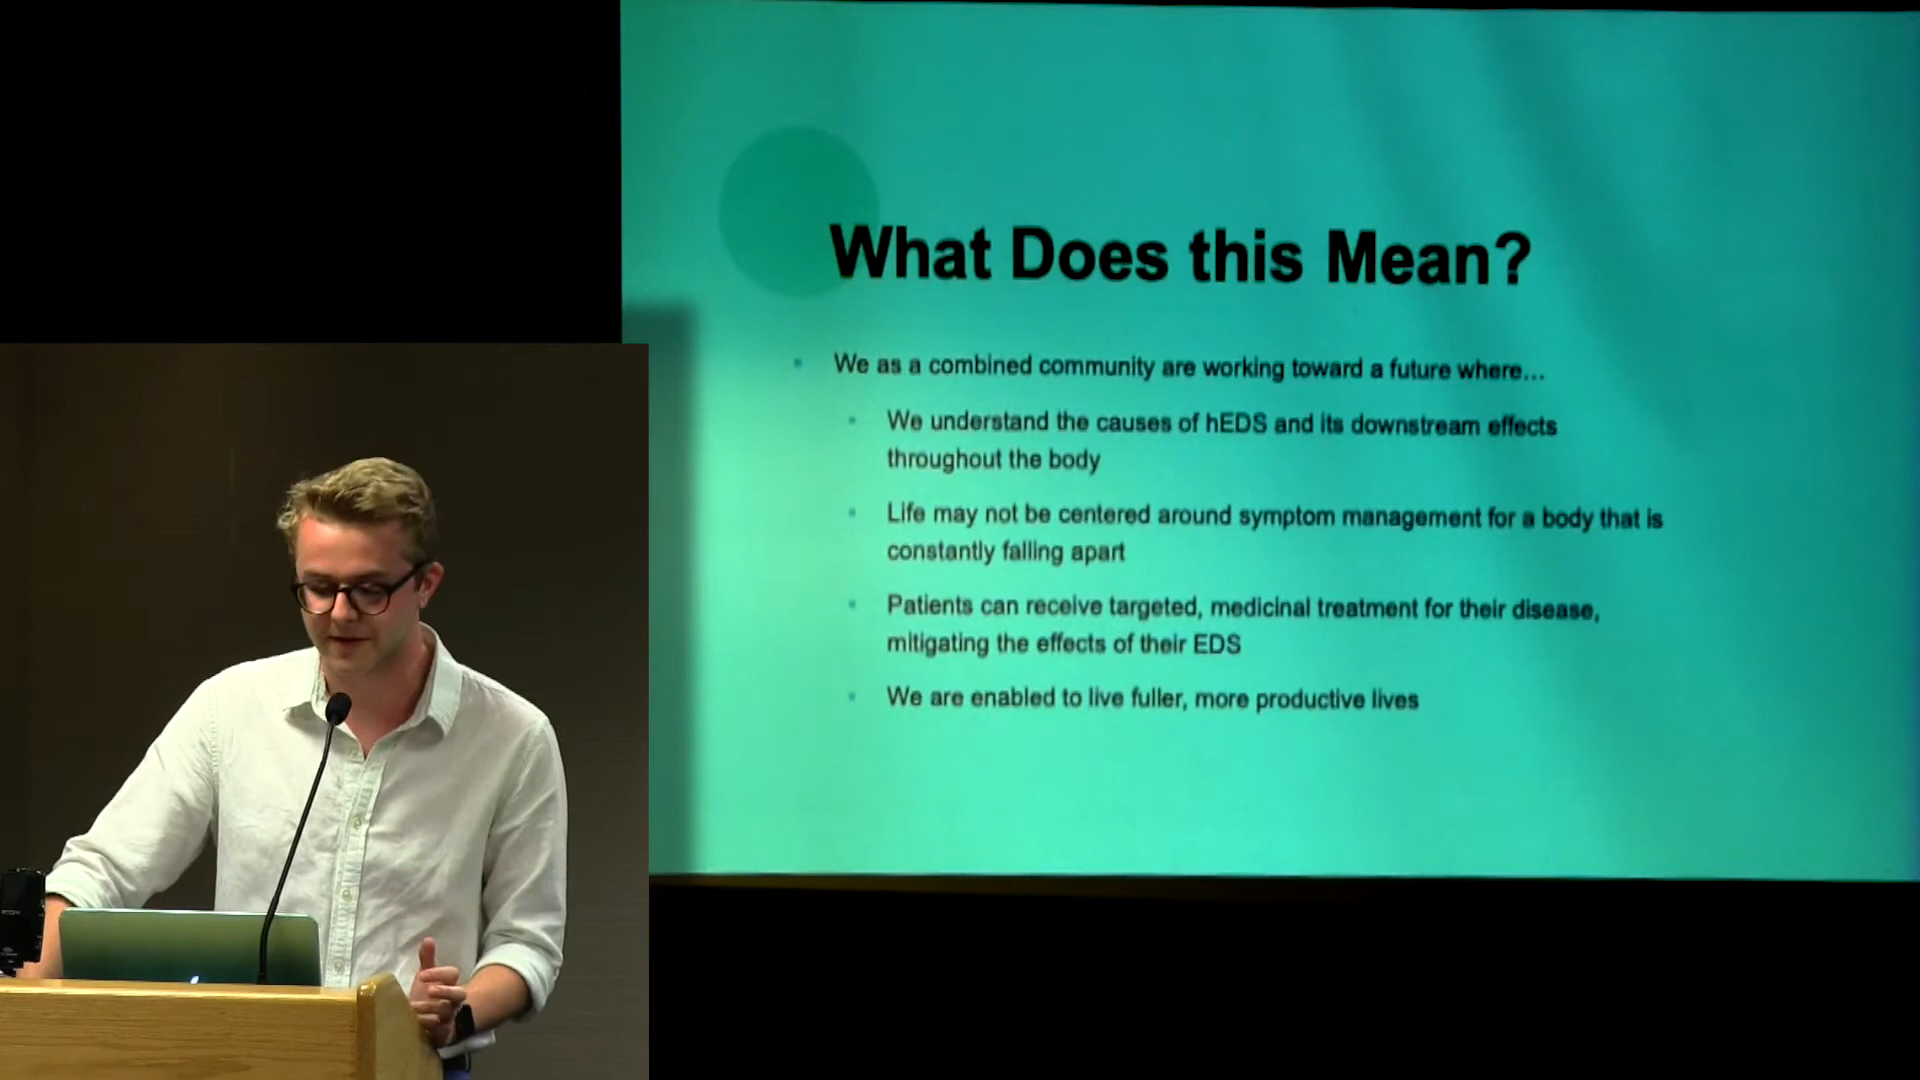 What Does this Mean?
We as a combined community are working toward a future where...
We understand the causes of hEDS and its downstream effects
throughout the body
Life may not be centered around symptom management for a body that is
constantly falling apart
Patients can receive targeted, medicinal treatment for their disease,
mitigating the effects of their EDS
We are enabled to live fuller, more productive lives